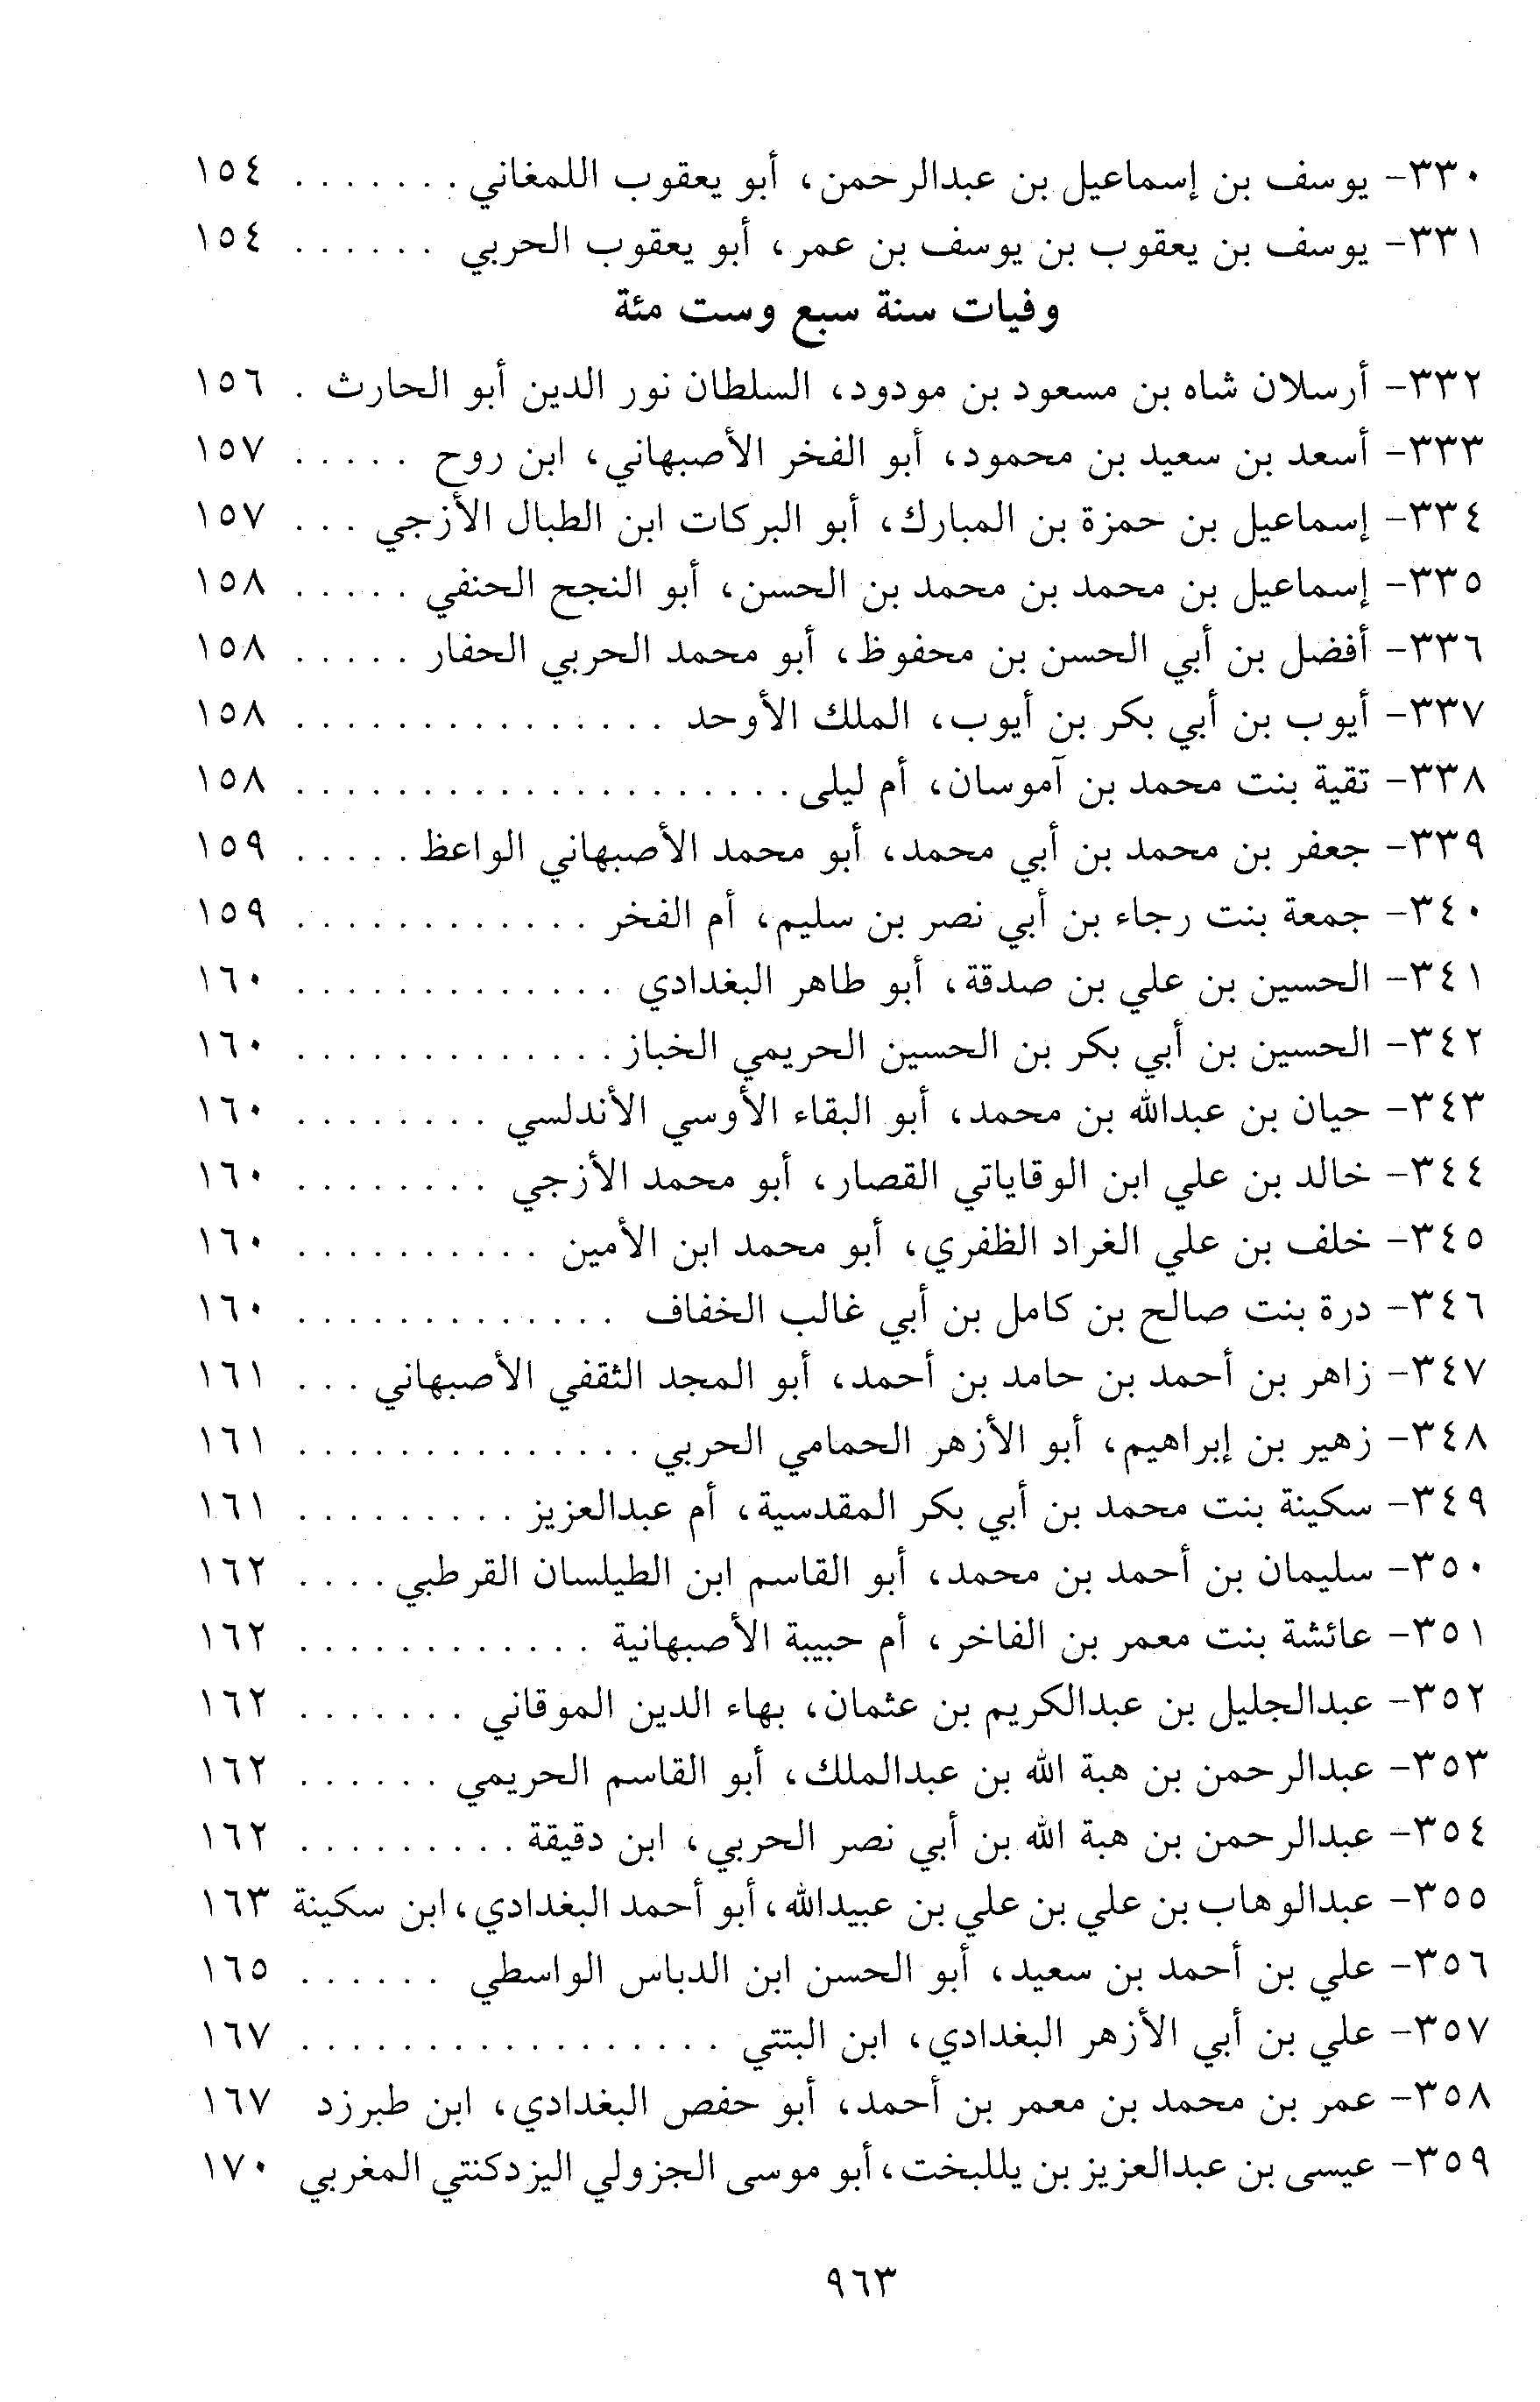 ٣٣٠- يوسف بن إسماعيل بن عبدالرحمن، أبو يعقوب اللمغاني . . . . . . . ١٥٤
٣٣١- يوسف بن يعقوب بن يوسف بن عمر، أبو يعقوب الحربي . . . . . . ١٥٤
وفيات سنة سبع وست مئة
٣٣٢- أرسلان شاه بن مسعود بن مودود، السلطان نور الدين أبو الحارث . ١٥٦
٣٣٣- أسعد بن سعيد بن محمود، أبو الفخر الأصبهاني، ابن روح . . . . . ١٥٧
٣٣٤- إسماعيل بن حمزة بن المبارك، أبو البركات ابن الطبال الأزجي . . . ١٥٧
٣٣٥- إسماعيل بن محمد بن محمد بن الحسن، أبو النجح الحنفي . . . . . ١٥٨
٣٣٦- أفضل بن أبي الحسن بن محفوظ، أبو محمد الحربي الحفار . . . . . ١٥٨
٣٣٧- أيوب بن أبي بكر بن أيوب، الملك الأوحد . . . . . . . . . . . . . . . ١٥٨
٣٣٨- تقية بنت محمد بن آموسان، أم ليلى . . . . . . . . . . . . . . . . . . . . ١٥٨
٣٣٩- جعفر بن محمد بن أبي محمد، أبو محمد الأصبهاني الواعظ . . . . . ١٥٩
٣٤٠- جمعة بنت رجاء بن أبي نصر بن سليم، أم الفخر . . . . . . . . . . . . ١٥٩
٣٤١- الحسين بن علي بن صدقة، أبو طاهر البغدادي . . . . . . . . . . . . . ١٦٠
٣٤٢- الحسين بن أبي بكر بن الحسين الحريمي الخباز . . . . . . . . . . . . . ١٦٠
٣٤٣- حيان بن عبدالله بن محمد، أبو البقاء الأوسي الأندلسي . . . . . . . . ١٦٠
٣٤٤- خالد بن علي ابن الوقاياتي القصار، أبو محمد الأزجي . . . . . . . . ١٦٠
٣٤٥- خلف بن علي الغراد الظفري، أبو محمد ابن الأمين . . . . . . . . . . ١٦٠
٣٤٦- درة بنت صالح بن كامل بن أبي غالب الخفاف . . . . . . . . . . . . . ١٦٠
٣٤٧- زاهر بن أحمد بن حامد بن أحمد، أبو المجد الثقفي الأصبهاني . . . ١٦١
٣٤٨- زهير بن إبراهيم، أبو الأزهر الحمامي الحربي . . . . . . . . . . . . . . ١٦١
٣٤٩- سكينة بنت محمد بن أبي بكر المقدسية، أم عبدالعزيز . . . . . . . . . ١٦١
٣٥٠- سليمان بن أحمد بن محمد، أبو القاسم ابن الطيلسان القرطبي . . . . ١٦٢
٣٥١- عائشة بنت معمر بن الفاخر، أم حبيبة الأصبهانية . . . . . . . . . . . . ١٦٢
٣٥٢- عبدالجليل بن عبدالكريم بن عثمان، بهاء الدين الموقاني . . . . . . . ١٦٢
٣٥٣- عبدالرحمن بن هبة الله بن عبدالملك، أبو القاسم الحريمي . . . . . . ١٦٢
٣٥٤- عبدالرحمن بن هبة الله بن أبي نصر الحربي، ابن دقيقة . . . . . . . . . ١٦٢
٣٥٥- عبدالوهاب بن علي بن علي بن عبيدالله، أبو أحمد البغدادي، ابن سكينة ١٦٣
٣٥٦- علي بن أحمد بن سعيد، أبو الحسن ابن الدباس الواسطي . . . . . . ١٦٥
٣٥٧- علي بن أبي الأزهر البغدادي، ابن البتتي . . . . . . . . . . . . . . . . . ١٦٧
٣٥٨- عمر بن محمد بن معمر بن أحمد، أبو حفص البغدادي، ابن طبرزد ١٦٧
٣٥٩- عيسى بن عبدالعزيز بن يللبخت، أبو موسى الجزولي اليزدكنتي المغربي ١٧٠
٩٦٣